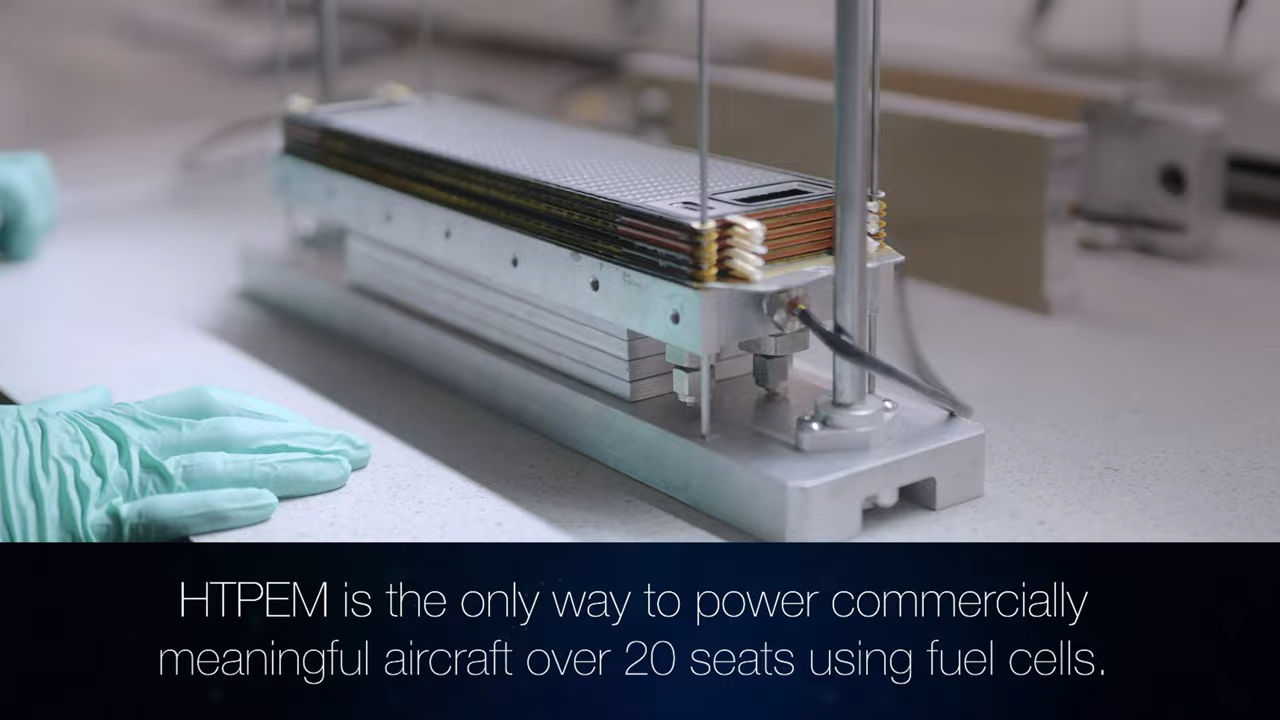 HTPEM is the only way to power commercially
meaningful aircraft over 20 seats using fuel cells.